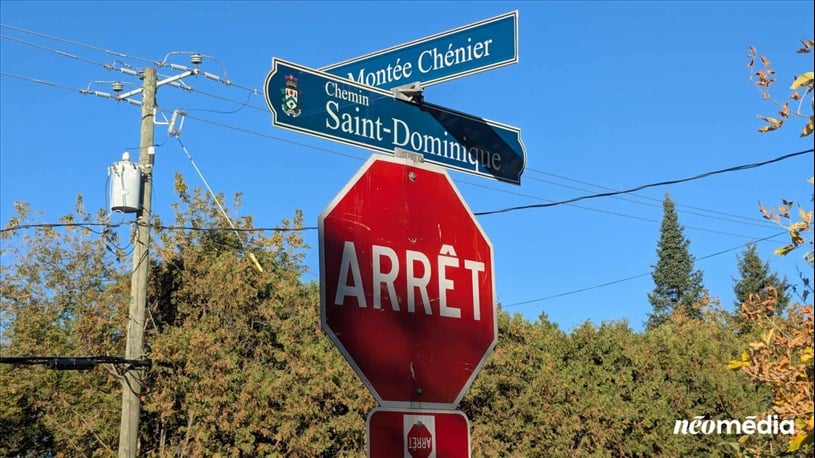 Montée Chénier
Chemin
Saint-Dominique
ARRÊT
ARRÊT
néomédia